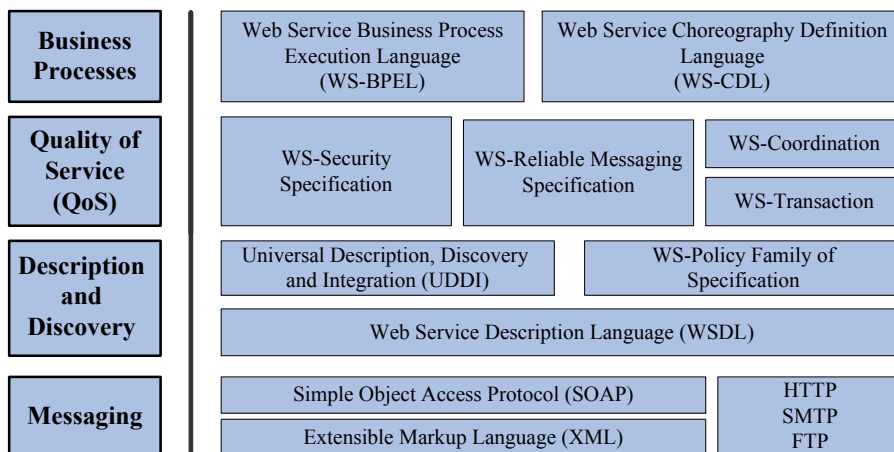 Business
Processes
Web Service Business Process
Execution Language
(WS-BPEL)
Web Service Choreography Definition
Language
(WS-CDL)
Quality of
Service
(QoS)
WS-Security
Specification
WS-Reliable Messaging
Specification
WS-Coordination
WS-Transaction
Description
and
Discovery
Universal Description, Discovery
and Integration (UDDI)
WS-Policy Family of
Specification
Web Service Description Language (WSDL)
Messaging
Simple Object Access Protocol (SOAP)
Extensible Markup Language (XML)
HTTP
SMTP
FTP